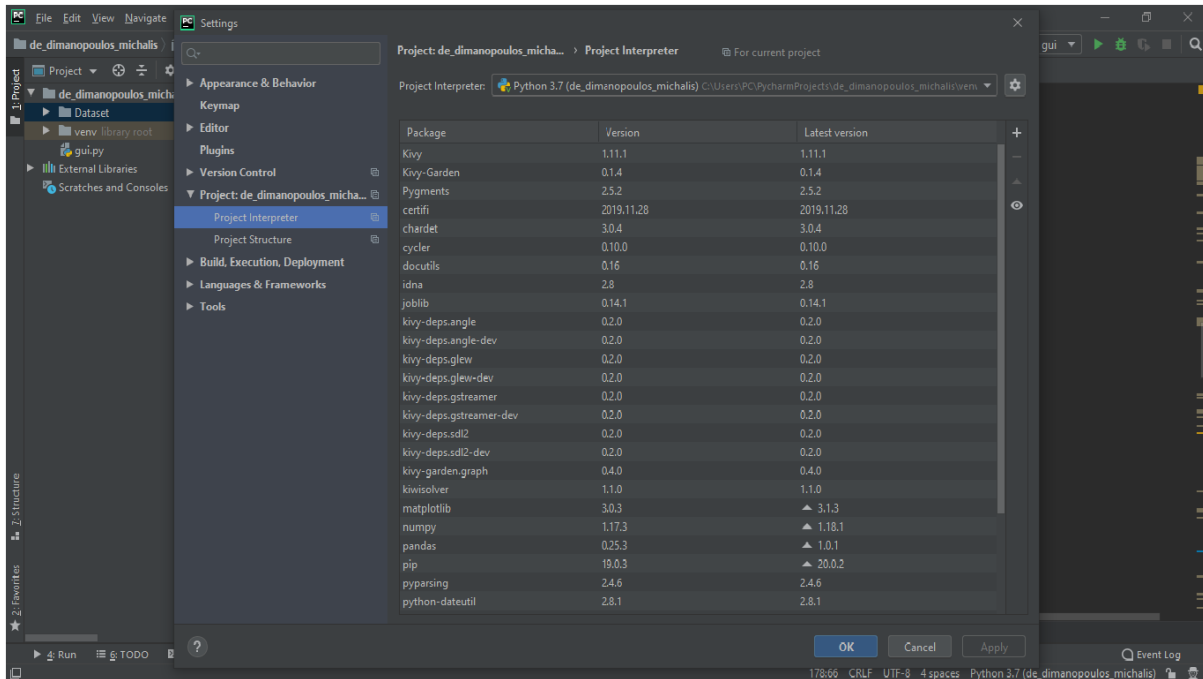 File Edit View Navigate
Settings
de_dimanopoulos_michalis
gui
1: Project
Project
de_dimanopoulos_mich
Dataset
venv library root
gui.py
External Libraries
Scratches and Consoles
Appearance & Behavior
Keymap
Editor
Plugins
Version Control
Project: de_dimanopoulos_micha...
Project Interpreter
Project Structure
Build, Execution, Deployment
Languages & Frameworks
Tools
Project: de_dimanopoulos_micha... › Project Interpreter For current project
Project Interpreter: Python 3.7 (de_dimanopoulos_michalis) C:\Users\PC\PycharmProjects\de_dimanopoulos_michalis\venv
Package Version Latest version
Kivy 1.11.1 1.11.1
Kivy-Garden 0.1.4 0.1.4
Pygments 2.5.2 2.5.2
certifi 2019.11.28 2019.11.28
chardet 3.0.4 3.0.4
cycler 0.10.0 0.10.0
docutils 0.16 0.16
idna 2.8 2.8
joblib 0.14.1 0.14.1
kivy-deps.angle 0.2.0 0.2.0
kivy-deps.angle-dev 0.2.0 0.2.0
kivy-deps.glew 0.2.0 0.2.0
kivy-deps.glew-dev 0.2.0 0.2.0
kivy-deps.gstreamer 0.2.0 0.2.0
kivy-deps.gstreamer-dev 0.2.0 0.2.0
kivy-deps.sdl2 0.2.0 0.2.0
kivy-deps.sdl2-dev 0.2.0 0.2.0
kivy-garden.graph 0.4.0 0.4.0
kiwisolver 1.1.0 1.1.0
matplotlib 3.0.3 ▲ 3.1.3
numpy 1.17.3 ▲ 1.18.1
pandas 0.25.3 ▲ 1.0.1
pip 19.0.3 ▲ 20.0.2
pyparsing 2.4.6 2.4.6
python-dateutil 2.8.1 2.8.1
7: Structure
2: Favorites
? OK Cancel Apply
4: Run 6: TODO Event Log
178:66 CRLF UTF-8 4 spaces Python 3.7 (de_dimanopoulos_michalis)